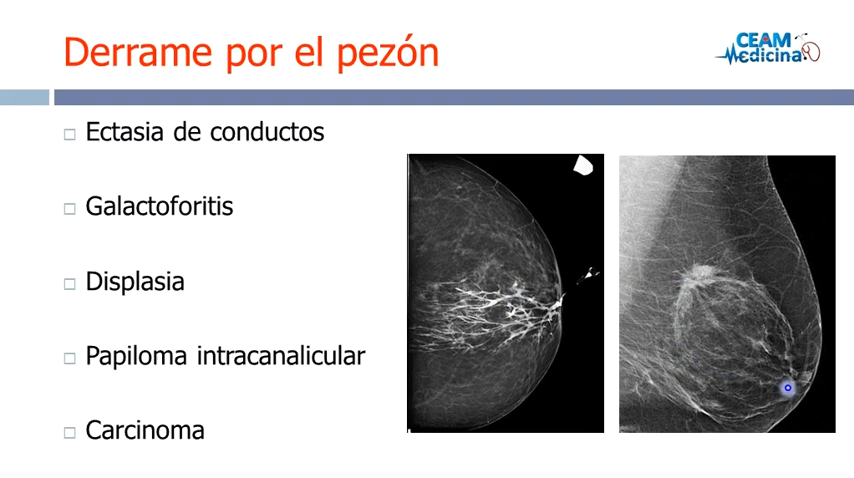 Derrame por el pezón
CEAM
Medicina
Ectasia de conductos
Galactoforitis
Displasia
Papiloma intracanalicular
Carcinoma